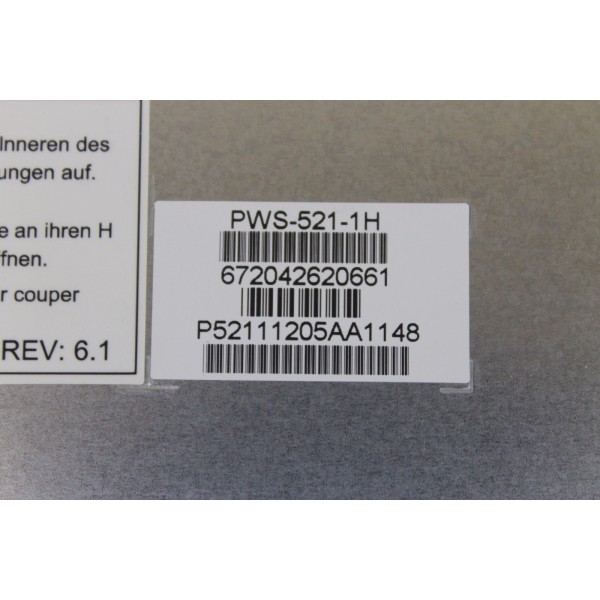 Inneren des
ungen auf.
e an ihren H
fnen.
r couper
REV: 6.1
PWS-521-1H
672042620661
P52111205AA1148